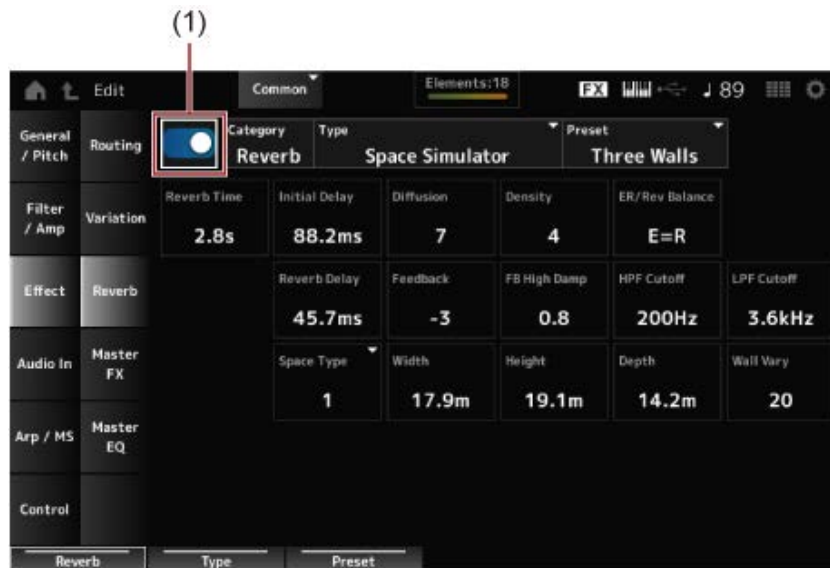 (1)
Edit
Common
Elements:18
FX
♩ 89
General / Pitch
Routing
Category
Reverb
Type
Space Simulator
Preset
Three Walls
Filter / Amp
Variation
Reverb Time
2.8s
Initial Delay
88.2ms
Diffusion
7
Density
4
ER/Rev Balance
E=R
Effect
Reverb
Reverb Delay
45.7ms
Feedback
-3
FB High Damp
0.8
HPF Cutoff
200Hz
LPF Cutoff
3.6kHz
Audio In
Master FX
Space Type
1
Width
17.9m
Height
19.1m
Depth
14.2m
Wall Vary
20
Arp / MS
Master EQ
Control
Reverb
Type
Preset